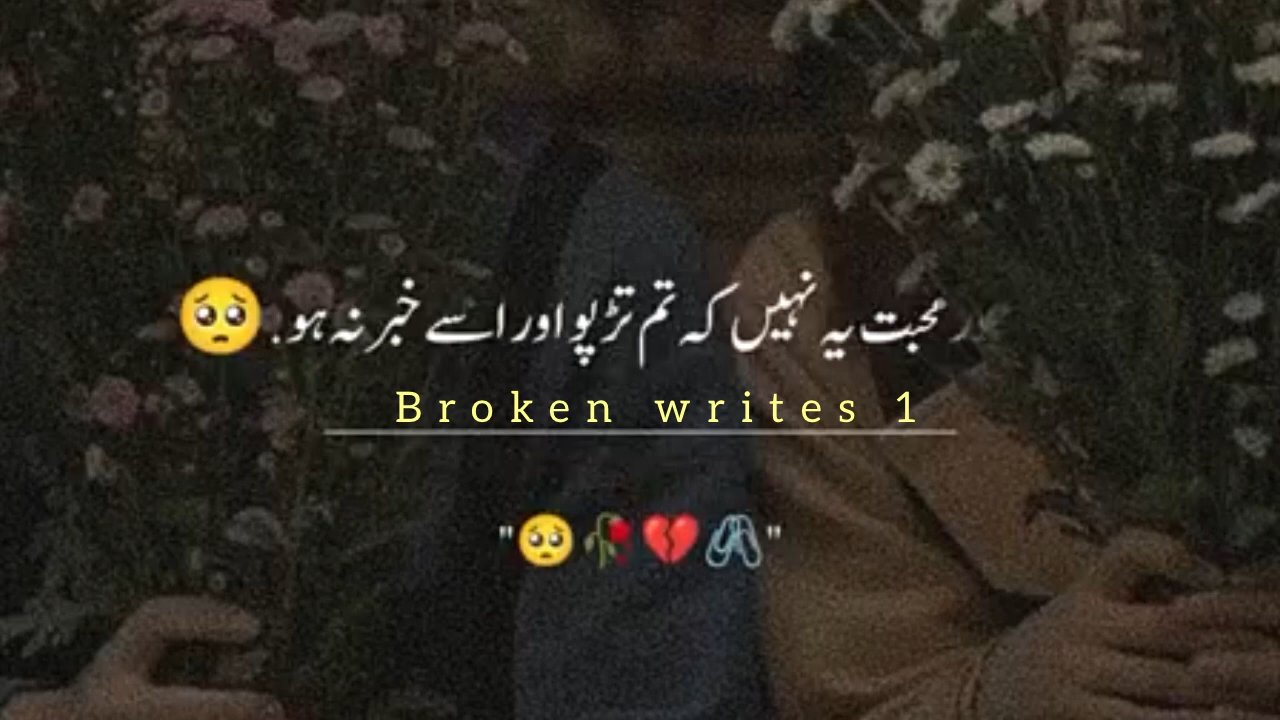 محبت یہ نہیں کہ تم تڑپو اور اسے خبر نہ ہو. 🥺
Broken writes 1
"🥺🥀💔🖇"